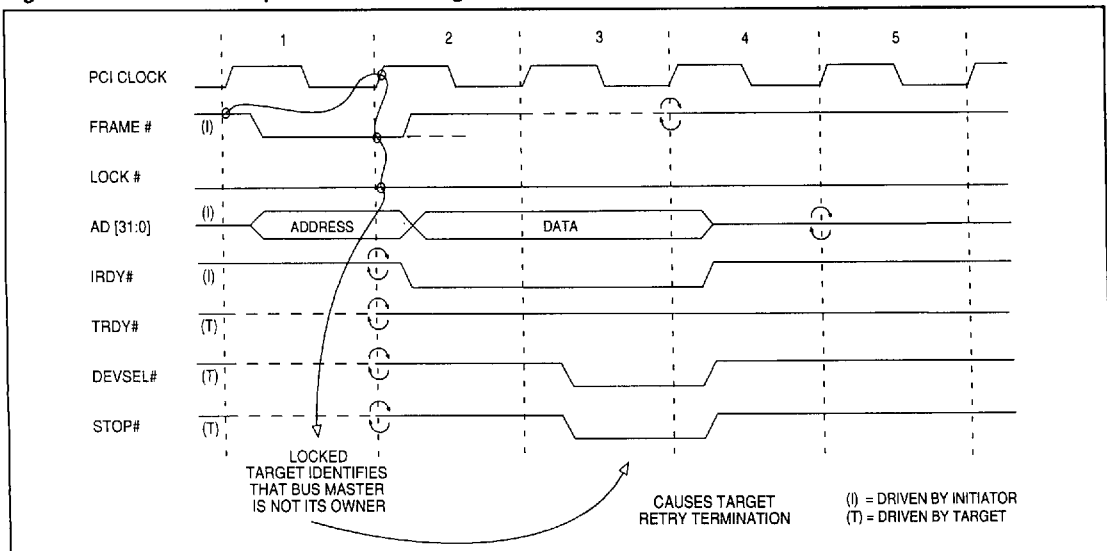 1 2 3 4 5
PCI CLOCK
FRAME # (I)
LOCK #
AD [31:0] (I) ADDRESS DATA
IRDY# (I)
TRDY# (T)
DEVSEL# (T)
STOP# (T)
LOCKED
TARGET IDENTIFIES
THAT BUS MASTER
IS NOT ITS OWNER
CAUSES TARGET
RETRY TERMINATION
(I) = DRIVEN BY INITIATOR
(T) = DRIVEN BY TARGET